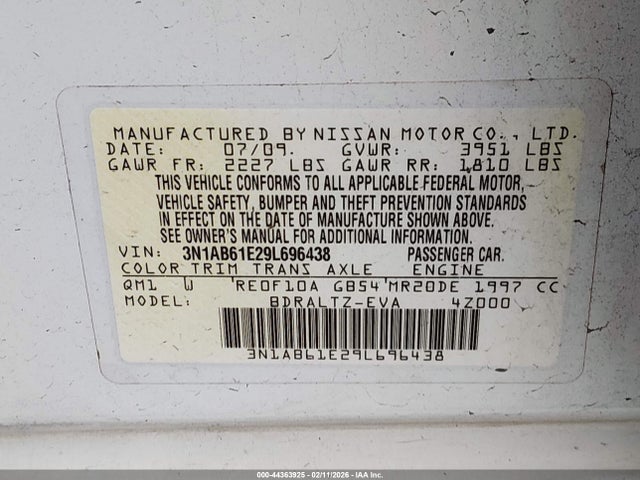 MANUFACTURED BY NISSAN MOTOR CO., LTD.
DATE: 07/09. GVWR: 3951 LBS
GAWR FR: 2227 LBS GAWR RR: 1810 LBS
THIS VEHICLE CONFORMS TO ALL APPLICABLE FEDERAL MOTOR,
VEHICLE SAFETY, BUMPER AND THEFT PREVENTION STANDARDS
IN EFFECT ON THE DATE OF MANUFACTURE SHOWN ABOVE.
SEE OWNER'S MANUAL FOR ADDITIONAL INFORMATION.
VIN: 3N1AB61E29L696438 PASSENGER CAR.
COLOR TRIM TRANS AXLE ENGINE
QM1 W 'RE0F10A GB54'MR20DE 1997 CC
MODEL: BDRALTZ-EVA 4Z000
3N1AB61E29L696438
000-44363925 - 02/11/2026 - IAA Inc.